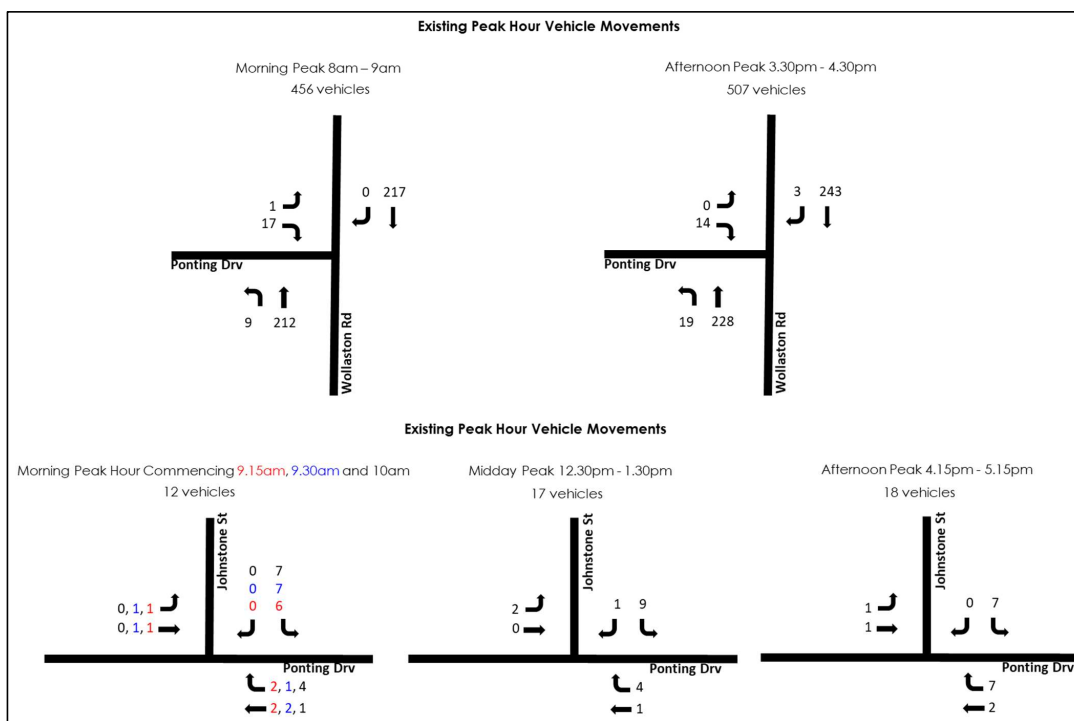 Existing Peak Hour Vehicle Movements
Morning Peak 8am – 9am
456 vehicles
1
17
0 217
Ponting Drv
9 212
Wollaston Rd
Afternoon Peak 3.30pm - 4.30pm
507 vehicles
0
14
3 243
Ponting Drv
19 228
Wollaston Rd
Existing Peak Hour Vehicle Movements
Morning Peak Hour Commencing 9.15am, 9.30am and 10am
12 vehicles
Johnstone St
0 7
0 7
0 6
0, 1, 1
0, 1, 1
Ponting Drv
2, 1, 4
2, 2, 1
Midday Peak 12.30pm - 1.30pm
17 vehicles
Johnstone St
2
0
1 9
Ponting Drv
4
1
Afternoon Peak 4.15pm - 5.15pm
18 vehicles
Johnstone St
1
1
0 7
Ponting Drv
7
2